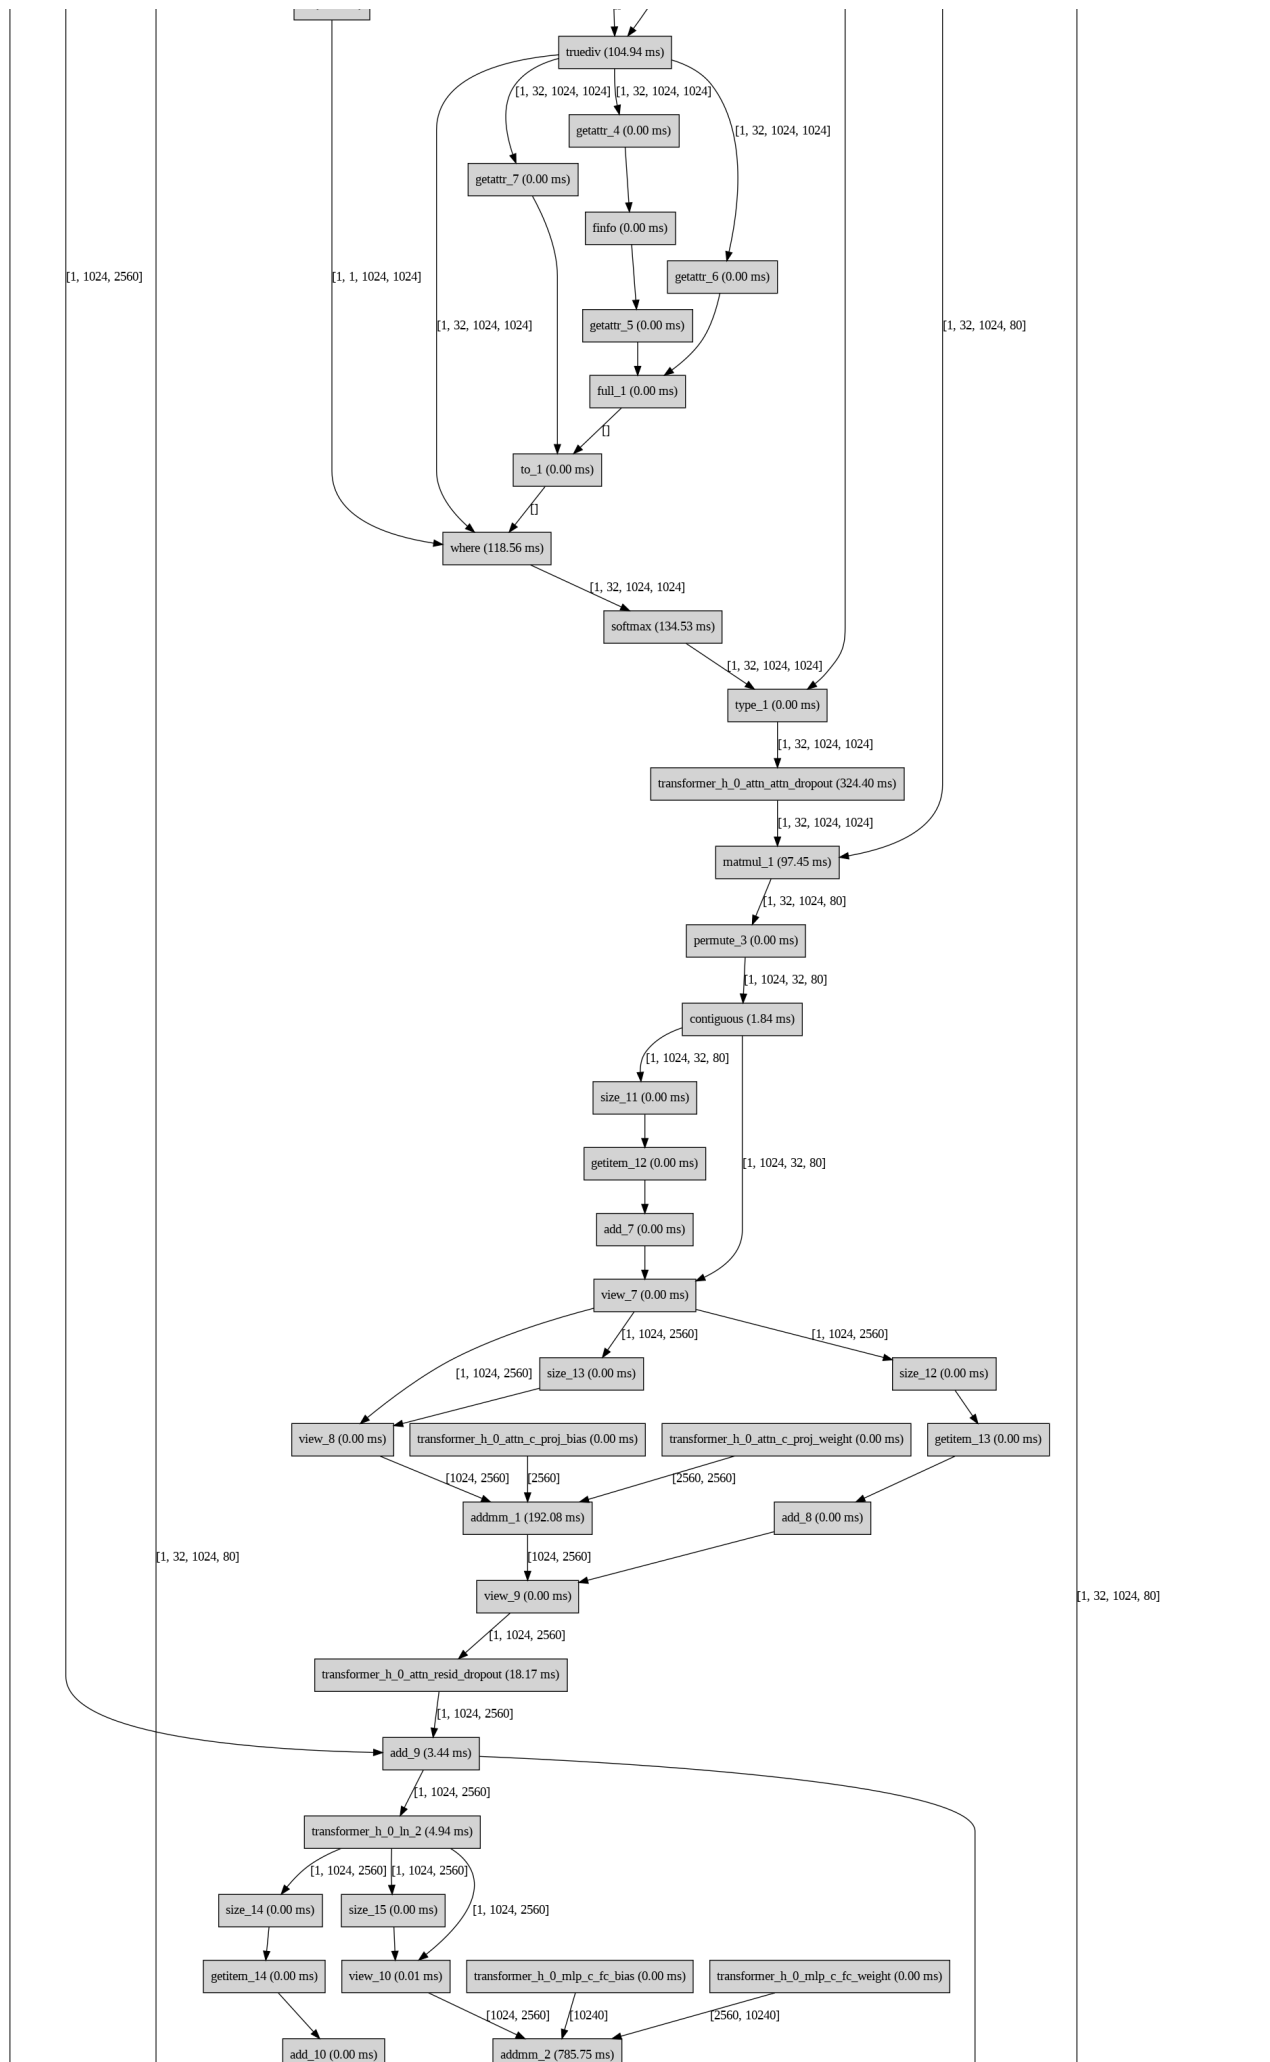 truediv (104.94 ms)
[1, 32, 1024, 1024]
[1, 32, 1024, 1024]
getattr_4 (0.00 ms)
[1, 32, 1024, 1024]
getattr_7 (0.00 ms)
finfo (0.00 ms)
getattr_6 (0.00 ms)
[1, 1024, 2560]
[1, 1, 1024, 1024]
[1, 32, 1024, 1024]
getattr_5 (0.00 ms)
[1, 32, 1024, 80]
full_1 (0.00 ms)
[]
to_1 (0.00 ms)
[]
where (118.56 ms)
[1, 32, 1024, 1024]
softmax (134.53 ms)
[1, 32, 1024, 1024]
type_1 (0.00 ms)
[1, 32, 1024, 1024]
transformer_h_0_attn_attn_dropout (324.40 ms)
[1, 32, 1024, 1024]
matmul_1 (97.45 ms)
[1, 32, 1024, 80]
permute_3 (0.00 ms)
[1, 1024, 32, 80]
contiguous (1.84 ms)
[1, 1024, 32, 80]
size_11 (0.00 ms)
getitem_12 (0.00 ms)
[1, 1024, 32, 80]
add_7 (0.00 ms)
view_7 (0.00 ms)
[1, 1024, 2560]
[1, 1024, 2560]
[1, 1024, 2560]
size_13 (0.00 ms)
size_12 (0.00 ms)
view_8 (0.00 ms)
transformer_h_0_attn_c_proj_bias (0.00 ms)
transformer_h_0_attn_c_proj_weight (0.00 ms)
getitem_13 (0.00 ms)
[1024, 2560]
[2560]
[2560, 2560]
addmm_1 (192.08 ms)
add_8 (0.00 ms)
[1, 32, 1024, 80]
[1024, 2560]
view_9 (0.00 ms)
[1, 32, 1024, 80]
[1, 1024, 2560]
transformer_h_0_attn_resid_dropout (18.17 ms)
[1, 1024, 2560]
add_9 (3.44 ms)
[1, 1024, 2560]
transformer_h_0_ln_2 (4.94 ms)
[1, 1024, 2560]
[1, 1024, 2560]
size_14 (0.00 ms)
size_15 (0.00 ms)
[1, 1024, 2560]
getitem_14 (0.00 ms)
view_10 (0.01 ms)
transformer_h_0_mlp_c_fc_bias (0.00 ms)
transformer_h_0_mlp_c_fc_weight (0.00 ms)
[1024, 2560]
[10240]
[2560, 10240]
add_10 (0.00 ms)
addmm_2 (785.75 ms)